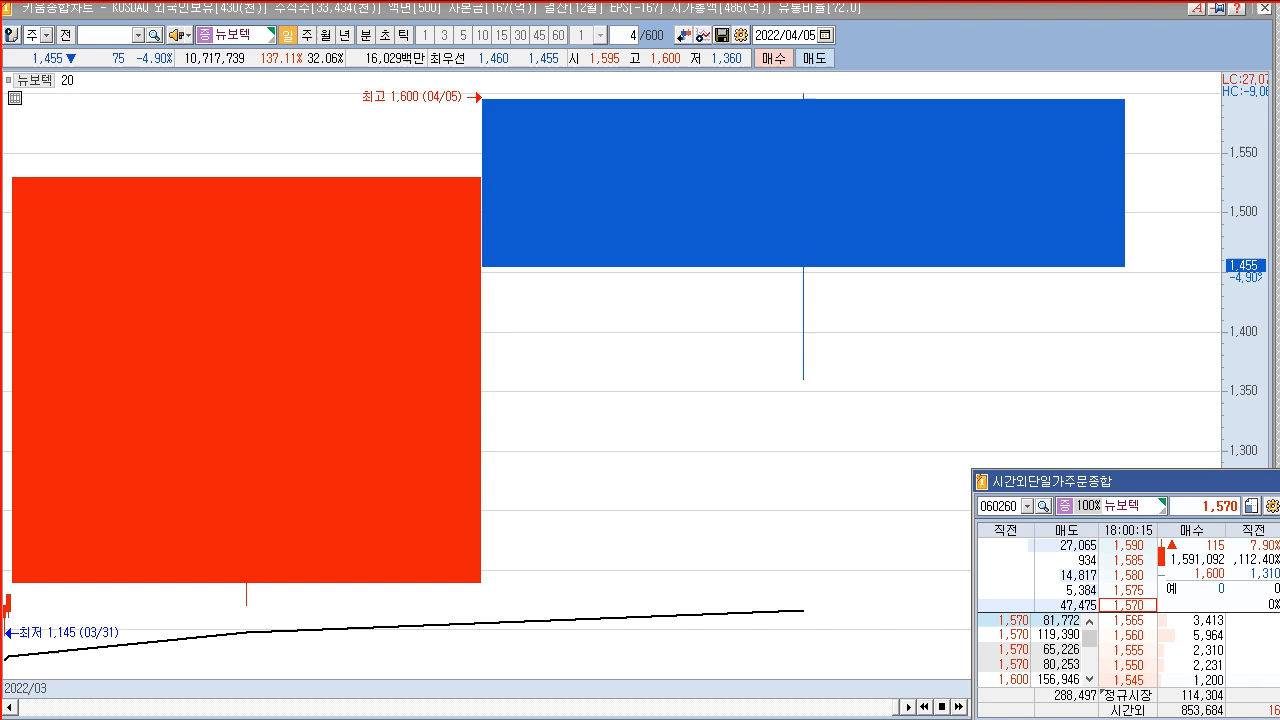 키움종합차트 - KOSDAQ 외국인보유[430(천)] 주식수[33,434(천)] 액면[500] 자본금[167(억)] 결산[12월] EPS[-167] 시가총액[486(억)] 유통비율[72.0]
주 전 증 뉴보텍 일 주 월 년 분 초 틱 1 3 5 10 15 30 45 60 1 4 /600 2022/04/05
1,455 ▼ 75 -4.90% 10,717,739 137.11% 32.06% 16,029백만 최우선 1,460 1,455 시 1,595 고 1,600 저 1,360 매수 매도
뉴보텍 20
LC:27,07
HC:-9,06
최고 1,600 (04/05) →
1,550
1,500
1,455
-4.90%
1,400
1,350
1,300
←최저 1,145 (03/31)
2022/03
시간외단일가주문종합
060260 증 100% 뉴보텍 1,570
직전 매도 18:00:15 매수 직전
27,065 1,590 ▲ 115 7.90%
934 1,585 1,591,092 ,112.40%
14,817 1,580 1,600 1,310
5,384 1,575 예 0 0
47,475 1,570 0%
1,570 81,772 1,565 3,413
1,570 119,390 1,560 5,964
1,570 65,226 1,555 2,310
1,570 80,253 1,550 2,231
1,600 156,946 1,545 1,200
288,497 정규시장 114,304
시간외 853,684 16